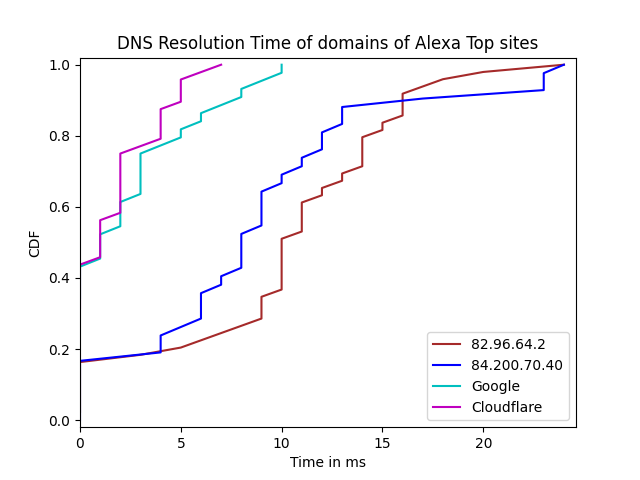 DNS Resolution Time of domains of Alexa Top sites
1.0
0.8
0.6
0.4
0.2
0.0
CDF
0 5 10 15 20
Time in ms
82.96.64.2
84.200.70.40
Google
Cloudflare